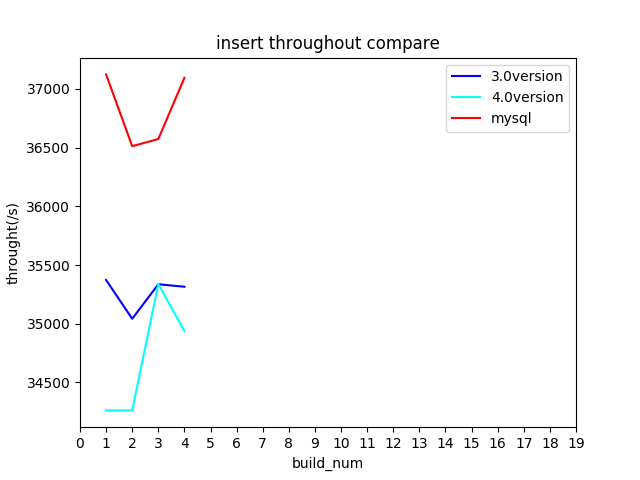 insert throughout compare
3.0version
4.0version
mysql
throught(/s)
37000
36500
36000
35500
35000
34500
0 1 2 3 4 5 6 7 8 9 10 11 12 13 14 15 16 17 18 19
build_num